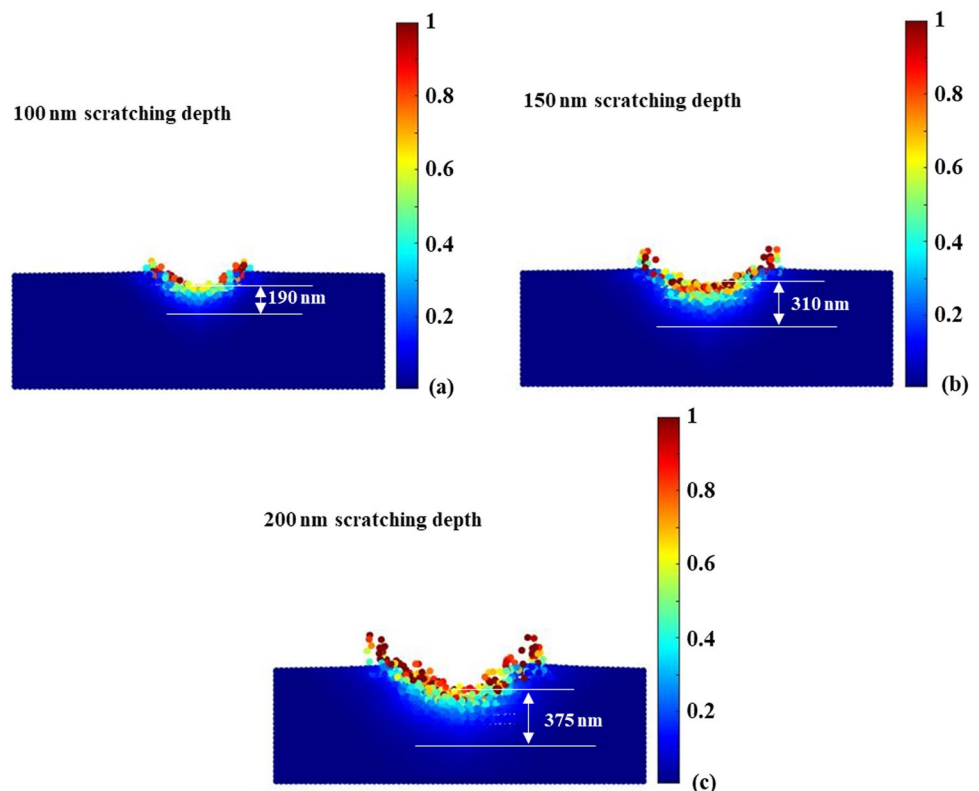 1
0.8
100 nm scratching depth
0.6
0.4
190 nm
0.2
(a)
1
150 nm scratching depth
0.8
0.6
0.4
310 nm
0.2
(b)
1
0.8
200 nm scratching depth
0.6
0.4
375 nm
0.2
(c)